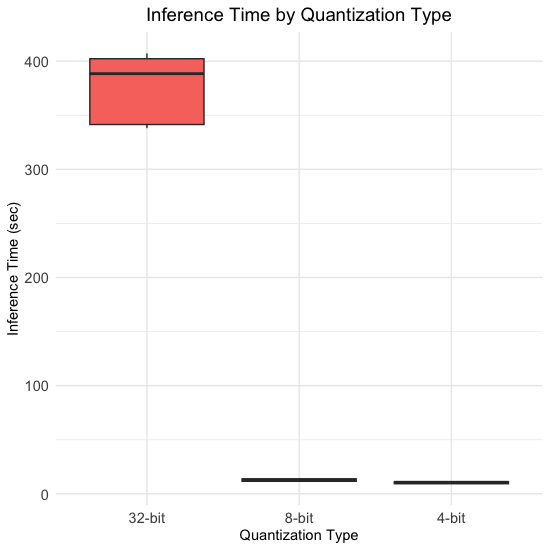 Inference Time by Quantization Type
Inference Time (sec)
400
300
200
100
0
32-bit 8-bit 4-bit
Quantization Type